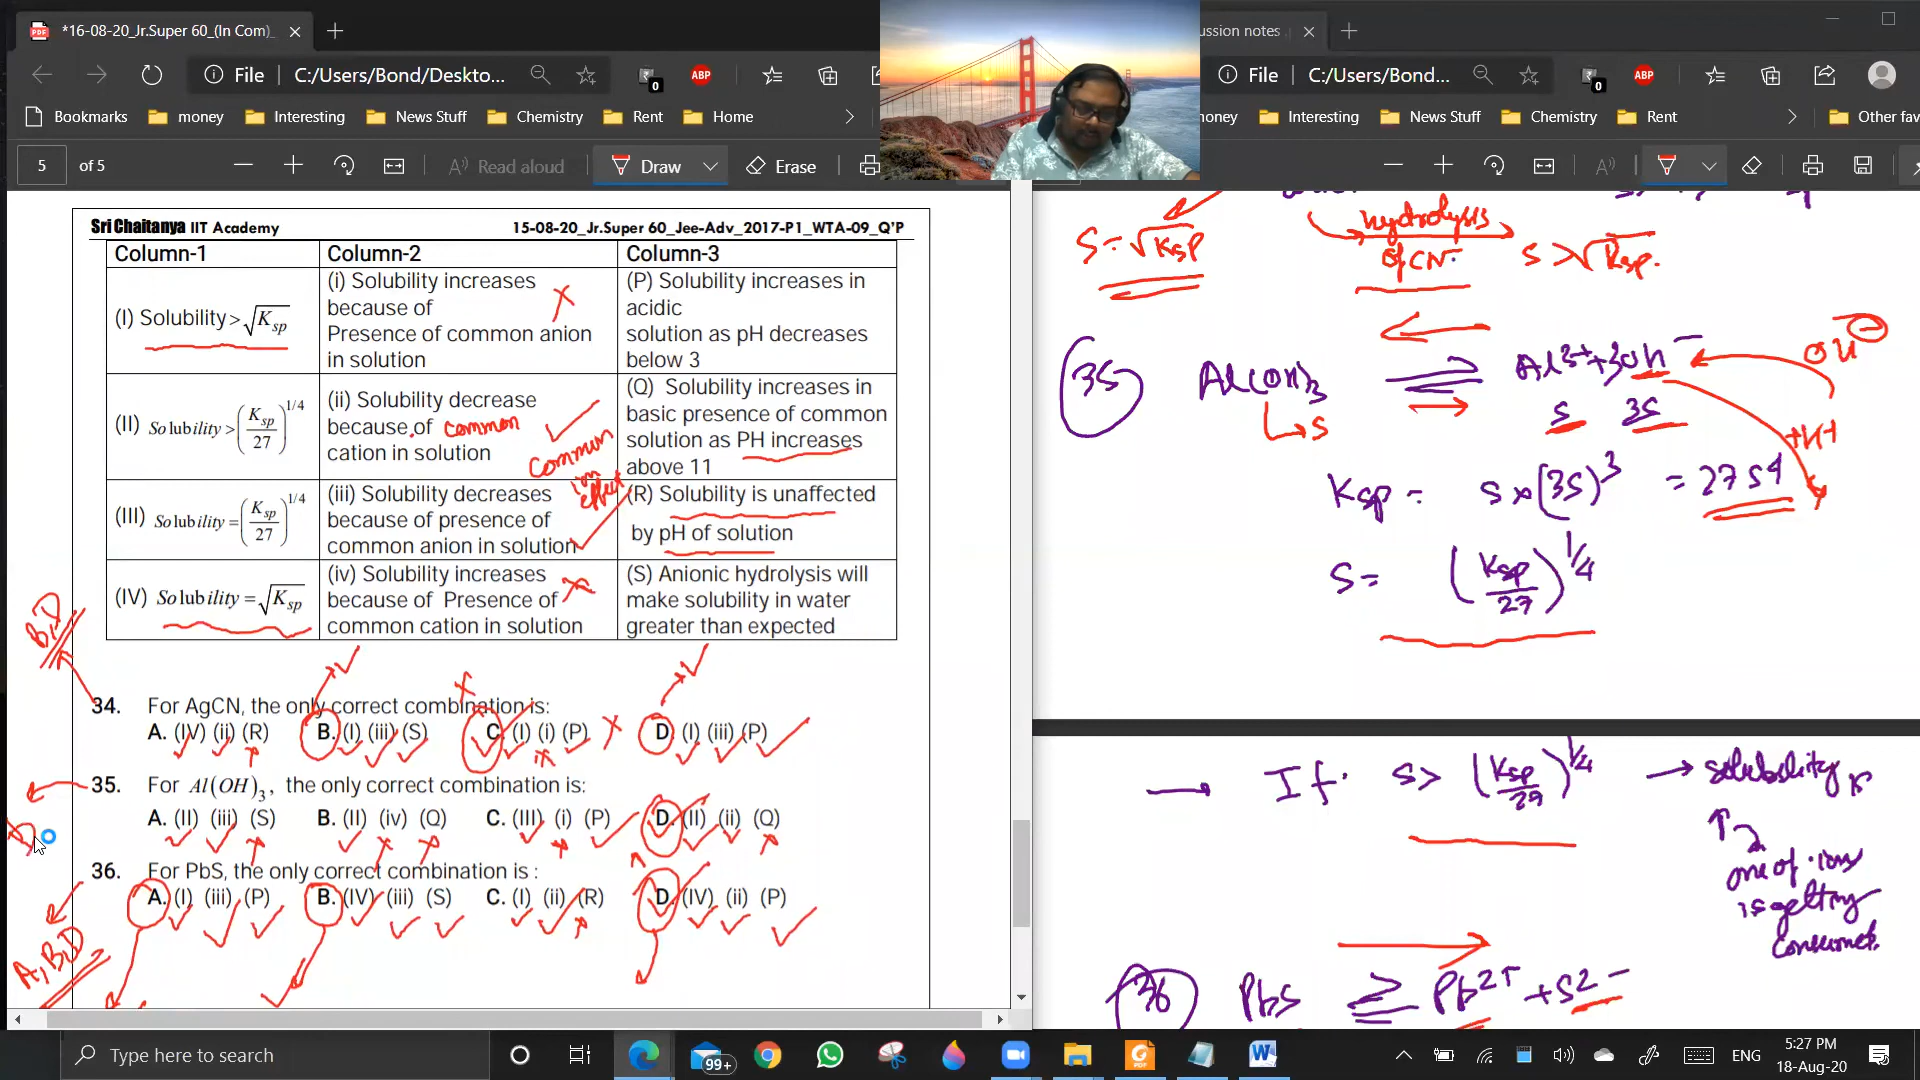 *16-08-20_Jr.Super 60_(In Com)_
ussion notes
File C:/Users/Bond/Deskto...
ABP
0
File C:/Users/Bond...
ABP
0
Bookmarks money Interesting News Stuff Chemistry Rent Home
money Interesting News Stuff Chemistry Rent Other fav
5 of 5
Read aloud
Draw
Erase
Sri Chaitanya IIT Academy 15-08-20_Jr.Super 60_Jee-Adv_2017-P1_WTA-09_Q'P
Column-1 Column-2 Column-3
(I) Solubility > √Ksp
(i) Solubility increases
because of
Presence of common anion
in solution
(P) Solubility increases in
acidic
solution as pH decreases
below 3
(II) Solubility > (Ksp/27)^1/4
(ii) Solubility decrease
because of common
cation in solution
common
ion
effect
(Q) Solubility increases in
basic presence of common
solution as PH increases
above 11
(III) Solubility = (Ksp/27)^1/4
(iii) Solubility decreases
because of presence of
common anion in solution
(R) Solubility is unaffected
by pH of solution
(IV) Solubility = √Ksp
(iv) Solubility increases
because of Presence of
common cation in solution
(S) Anionic hydrolysis will
make solubility in water
greater than expected
B,D
34. For AgCN, the only correct combination is:
A. (IV) (ii) (R) B. (I) (iii) (S) C. (I) (i) (P) D. (I) (iii) (P)
35. For Al(OH)3, the only correct combination is:
A. (II) (iii) (S) B. (II) (iv) (Q) C. (III) (i) (P) D. (II) (ii) (Q)
36. For PbS, the only correct combination is :
A. (I) (iii) (P) B. (IV) (iii) (S) C. (I) (ii) (R) D. (IV) (ii) (P)
A,B,D
S = √Ksp
hydrolysis
of CN-
S > √Ksp.
35 Al(OH)3 ⇌ Al3+ + 3OH-
OH-
S
S 3S
+H+
Ksp = S × (3S)^3 = 27S4
S = (Ksp/27)^1/4
→ If S > (Ksp/27)^1/4 → solubility is
↑
one of ions
is getting
consumed.
36 PbS ⇌ Pb2+ + S2-
Type here to search
99+
ENG
5:27 PM
18-Aug-20